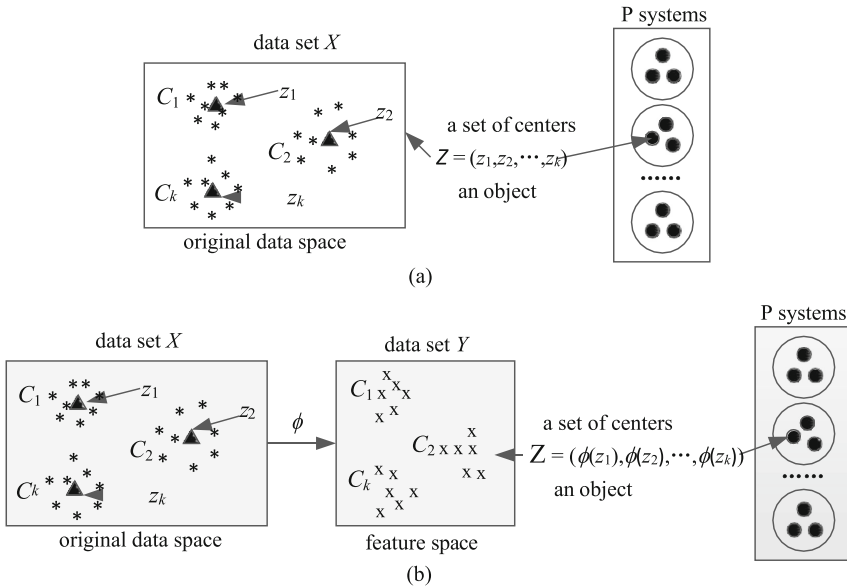 P systems
data set X
C1
z1
z2
C2
Ck
zk
a set of centers
Z = (z1,z2,⋯,zk)
an object
••••••
original data space
(a)
P systems
data set X
data set Y
C1
z1
z2
C2
Ck
zk
ϕ
C1
x
x x
x x
x x
C2 x x x
x
x x
Ck
x x
x x x
x x
a set of centers
Z = (ϕ(z1),ϕ(z2),⋯,ϕ(zk))
an object
••••••
original data space
feature space
(b)